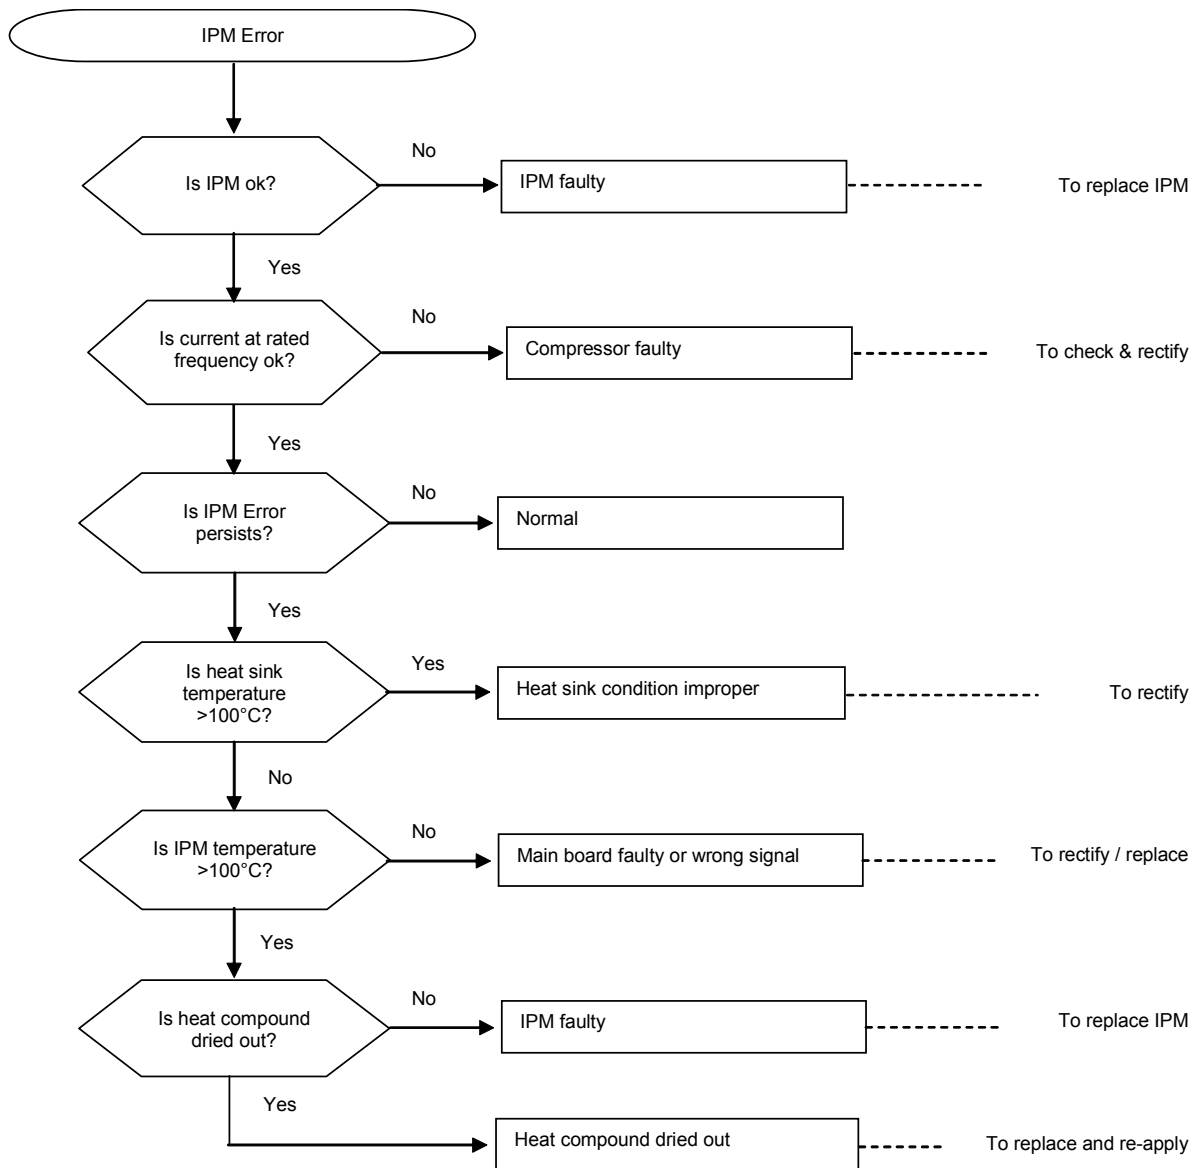 IPM Error
No
Is IPM ok?
IPM faulty
To replace IPM
Yes
No
Is current at rated
frequency ok?
Compressor faulty
To check & rectify
Yes
No
Is IPM Error
persists?
Normal
Yes
Yes
Is heat sink
temperature
>100°C?
Heat sink condition improper
To rectify
No
No
Is IPM temperature
>100°C?
Main board faulty or wrong signal
To rectify / replace
Yes
No
Is heat compound
dried out?
IPM faulty
To replace IPM
Yes
Heat compound dried out
To replace and re-apply